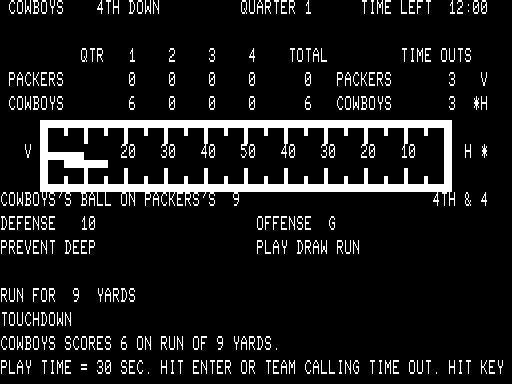 COWBOYS 4TH DOWN QUARTER 1 TIME LEFT 12:00
QTR 1 2 3 4 TOTAL TIME OUTS
PACKERS 0 0 0 0 0 PACKERS 3 V
COWBOYS 6 0 0 0 6 COWBOYS 3 *H
V 20 30 40 50 40 30 20 10 H *
COWBOYS'S BALL ON PACKERS'S 9 4TH & 4
DEFENSE 10 OFFENSE G
PREVENT DEEP PLAY DRAW RUN
RUN FOR 9 YARDS
TOUCHDOWN
COWBOYS SCORES 6 ON RUN OF 9 YARDS.
PLAY TIME = 30 SEC. HIT ENTER OR TEAM CALLING TIME OUT. HIT KEY